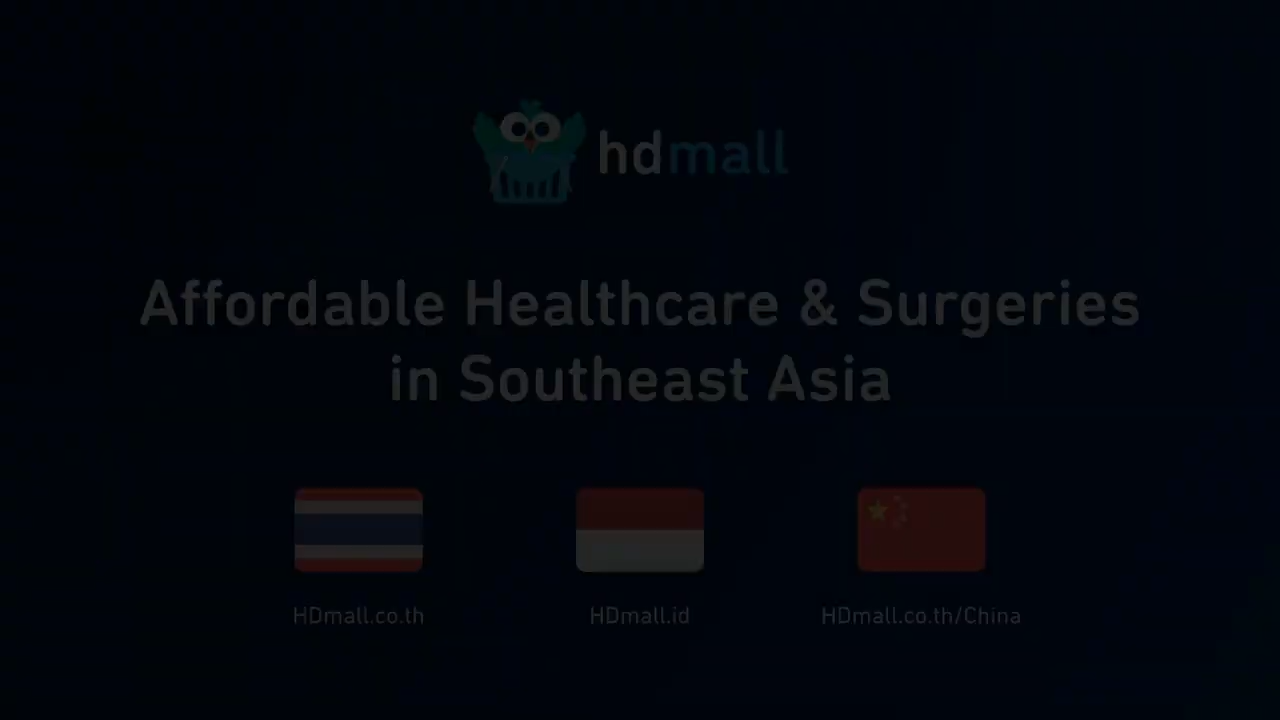 hdmall
Affordable Healthcare & Surgeries
in Southeast Asia
HDmall.co.th
HDmall.id
HDmall.co.th/China